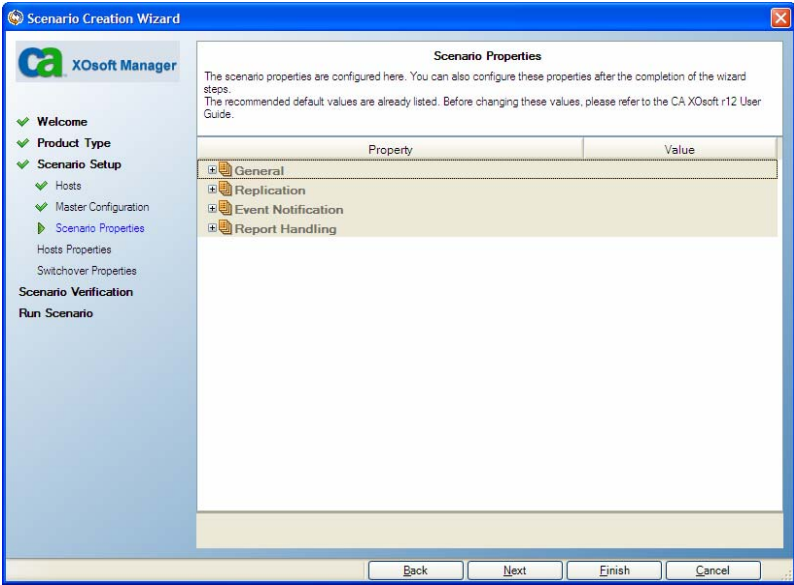 Scenario Creation Wizard
ca
XOsoft Manager
Welcome
Product Type
Scenario Setup
Hosts
Master Configuration
Scenario Properties
Hosts Properties
Switchover Properties
Scenario Verification
Run Scenario
Scenario Properties
The scenario properties are configured here. You can also configure these properties after the completion of the wizard
steps.
The recommended default values are already listed. Before changing these values, please refer to the CA XOsoft r12 User
Guide.
Property Value
General
Replication
Event Notification
Report Handling
Back Next Finish Cancel